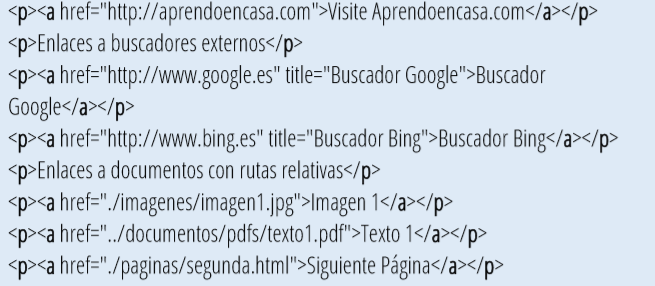 <p><a href="http://aprendoencasa.com">Visite Aprendoencasa.com</a></p>
<p>Enlaces a buscadores externos</p>
<p><a href="http://www.google.es" title="Buscador Google">Buscador
Google</a></p>
<p><a href="http://www.bing.es" title="Buscador Bing">Buscador Bing</a></p>
<p>Enlaces a documentos con rutas relativas</p>
<p><a href="./imagenes/imagen1.jpg">Imagen 1</a></p>
<p><a href="../documentos/pdfs/texto1.pdf">Texto 1</a></p>
<p><a href="./paginas/segunda.html">Siguiente Página</a></p>